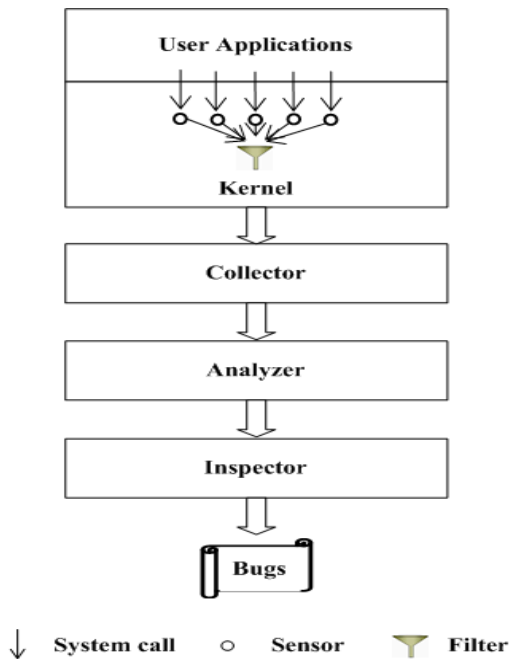 User Applications
Kernel
Collector
Analyzer
Inspector
Bugs
System call Sensor Filter